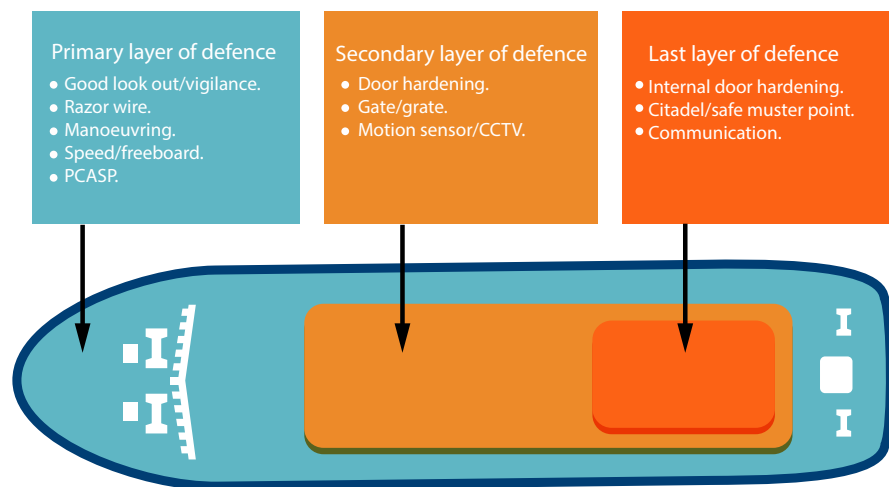 Primary layer of defence
● Good look out/vigilance.
● Razor wire.
● Manoeuvring.
● Speed/freeboard.
● PCASP.
Secondary layer of defence
● Door hardening.
● Gate/grate.
● Motion sensor/CCTV.
Last layer of defence
● Internal door hardening.
● Citadel/safe muster point.
● Communication.